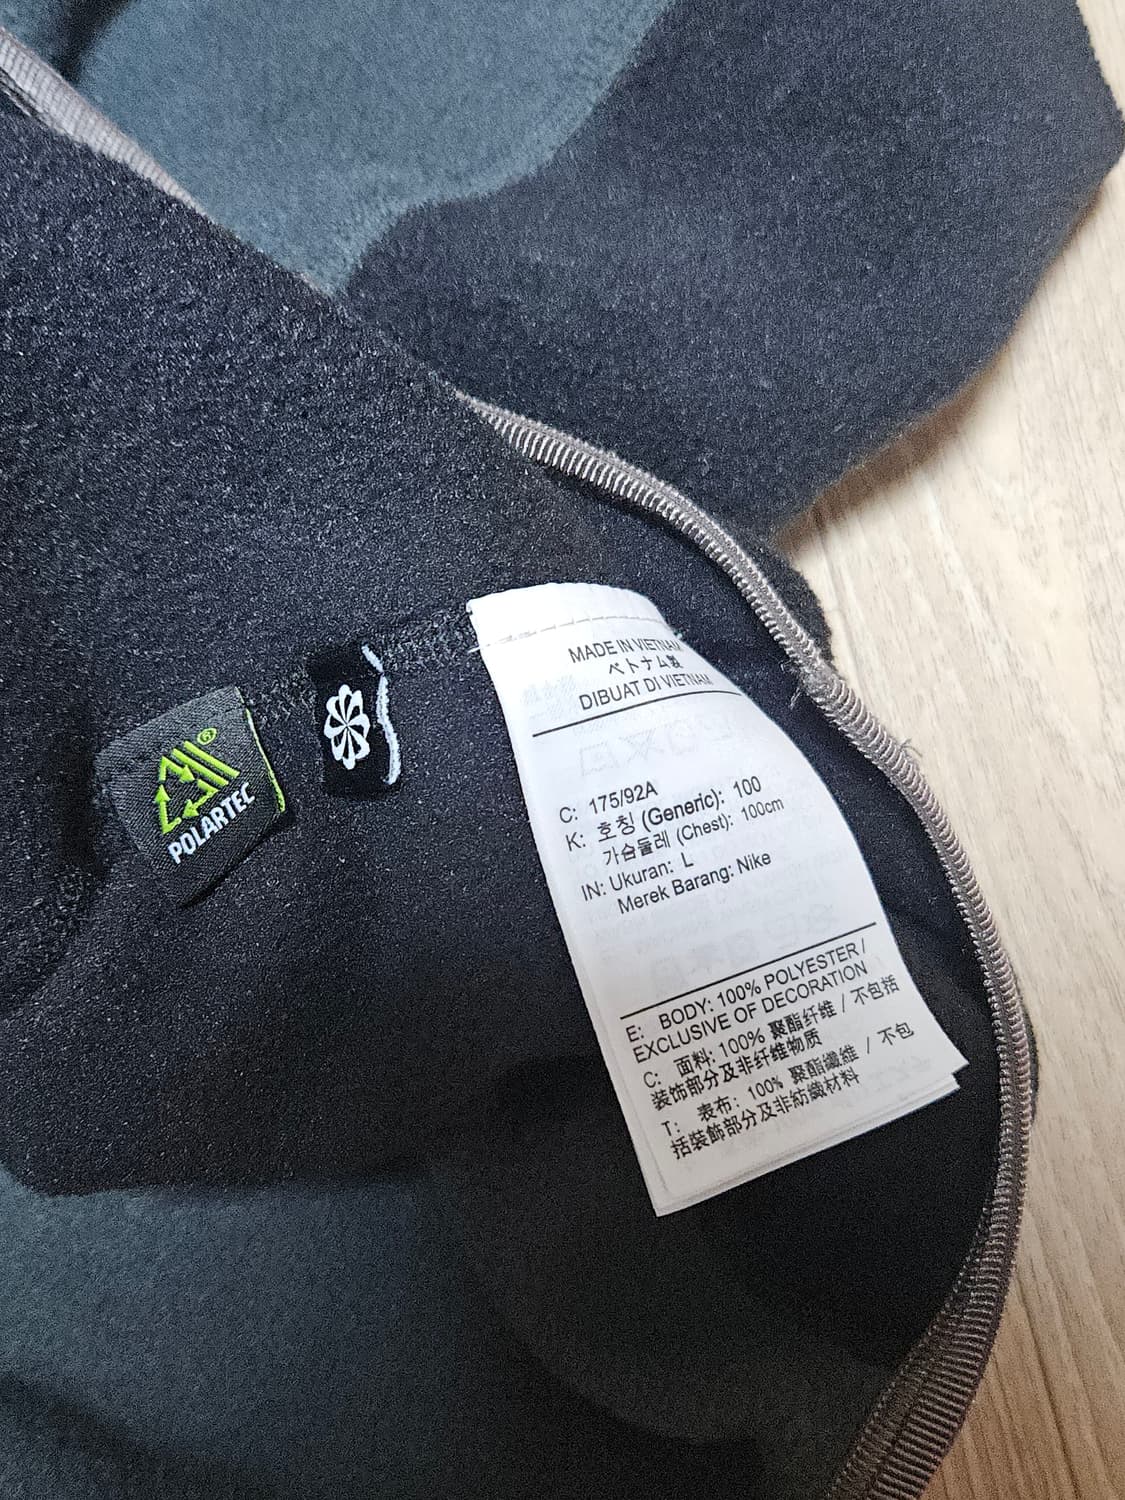 POLARTEC®
MADE IN VIETNAM
ベトナム製
DIBUAT DI VIETNAM
C: 175/92A
K: 호칭 (Generic): 100
가슴둘레 (Chest): 100cm
IN: Ukuran: L
Merek Barang: Nike
E: BODY: 100% POLYESTER /
EXCLUSIVE OF DECORATION
C: 面料: 100% 聚酯纤维 / 不包括
装饰部分及非纤维物质
T: 表布: 100% 聚酯纖維 / 不包
括裝飾部分及非紡織材料